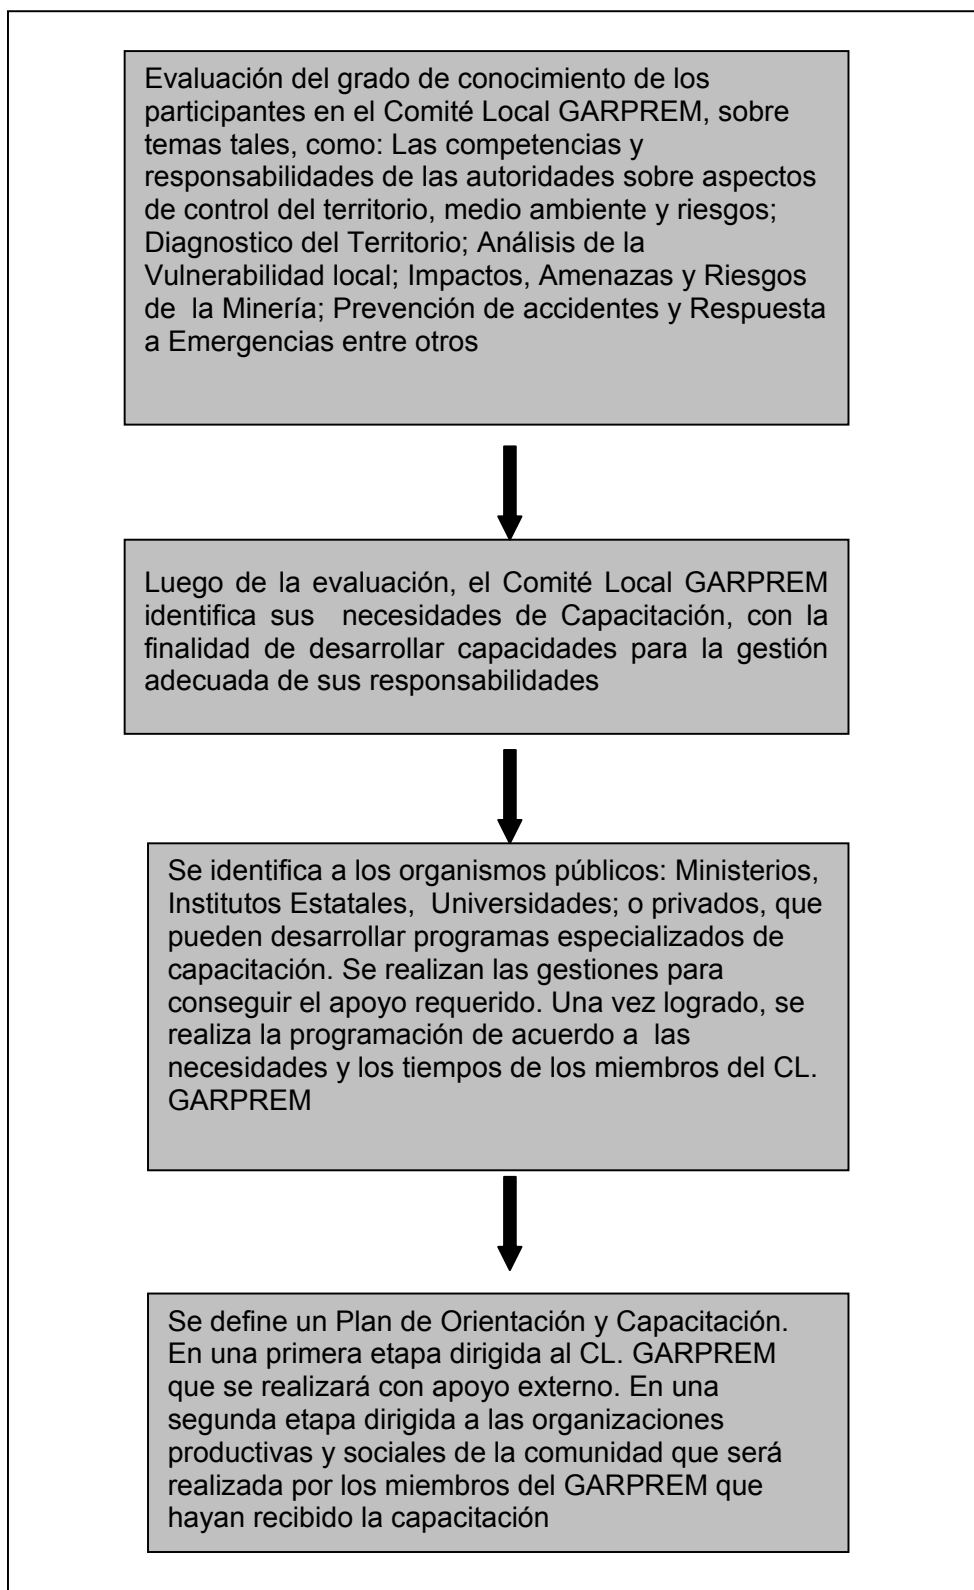 Evaluación del grado de conocimiento de los
participantes en el Comité Local GARPREM, sobre
temas tales, como: Las competencias y
responsabilidades de las autoridades sobre aspectos
de control del territorio, medio ambiente y riesgos;
Diagnostico del Territorio; Análisis de la
Vulnerabilidad local; Impactos, Amenazas y Riesgos
de la Minería; Prevención de accidentes y Respuesta
a Emergencias entre otros
Luego de la evaluación, el Comité Local GARPREM
identifica sus necesidades de Capacitación, con la
finalidad de desarrollar capacidades para la gestión
adecuada de sus responsabilidades
Se identifica a los organismos públicos: Ministerios,
Institutos Estatales, Universidades; o privados, que
pueden desarrollar programas especializados de
capacitación. Se realizan las gestiones para
conseguir el apoyo requerido. Una vez logrado, se
realiza la programación de acuerdo a las
necesidades y los tiempos de los miembros del CL.
GARPREM
Se define un Plan de Orientación y Capacitación.
En una primera etapa dirigida al CL. GARPREM
que se realizará con apoyo externo. En una
segunda etapa dirigida a las organizaciones
productivas y sociales de la comunidad que será
realizada por los miembros del GARPREM que
hayan recibido la capacitación